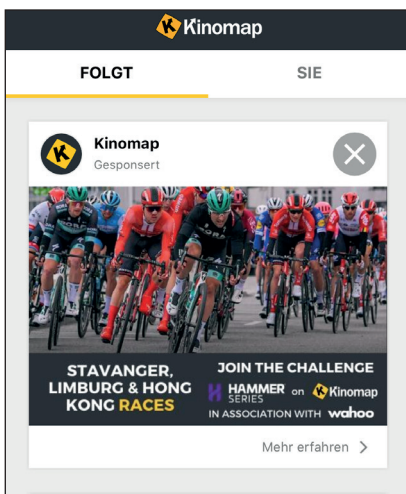 Kinomap
FOLGT SIE
Kinomap
Gesponsert
BORA
STAVANGER,
LIMBURG & HONG
KONG RACES
JOIN THE CHALLENGE
HAMMER SERIES on Kinomap
IN ASSOCIATION WITH wahoo
Mehr erfahren >